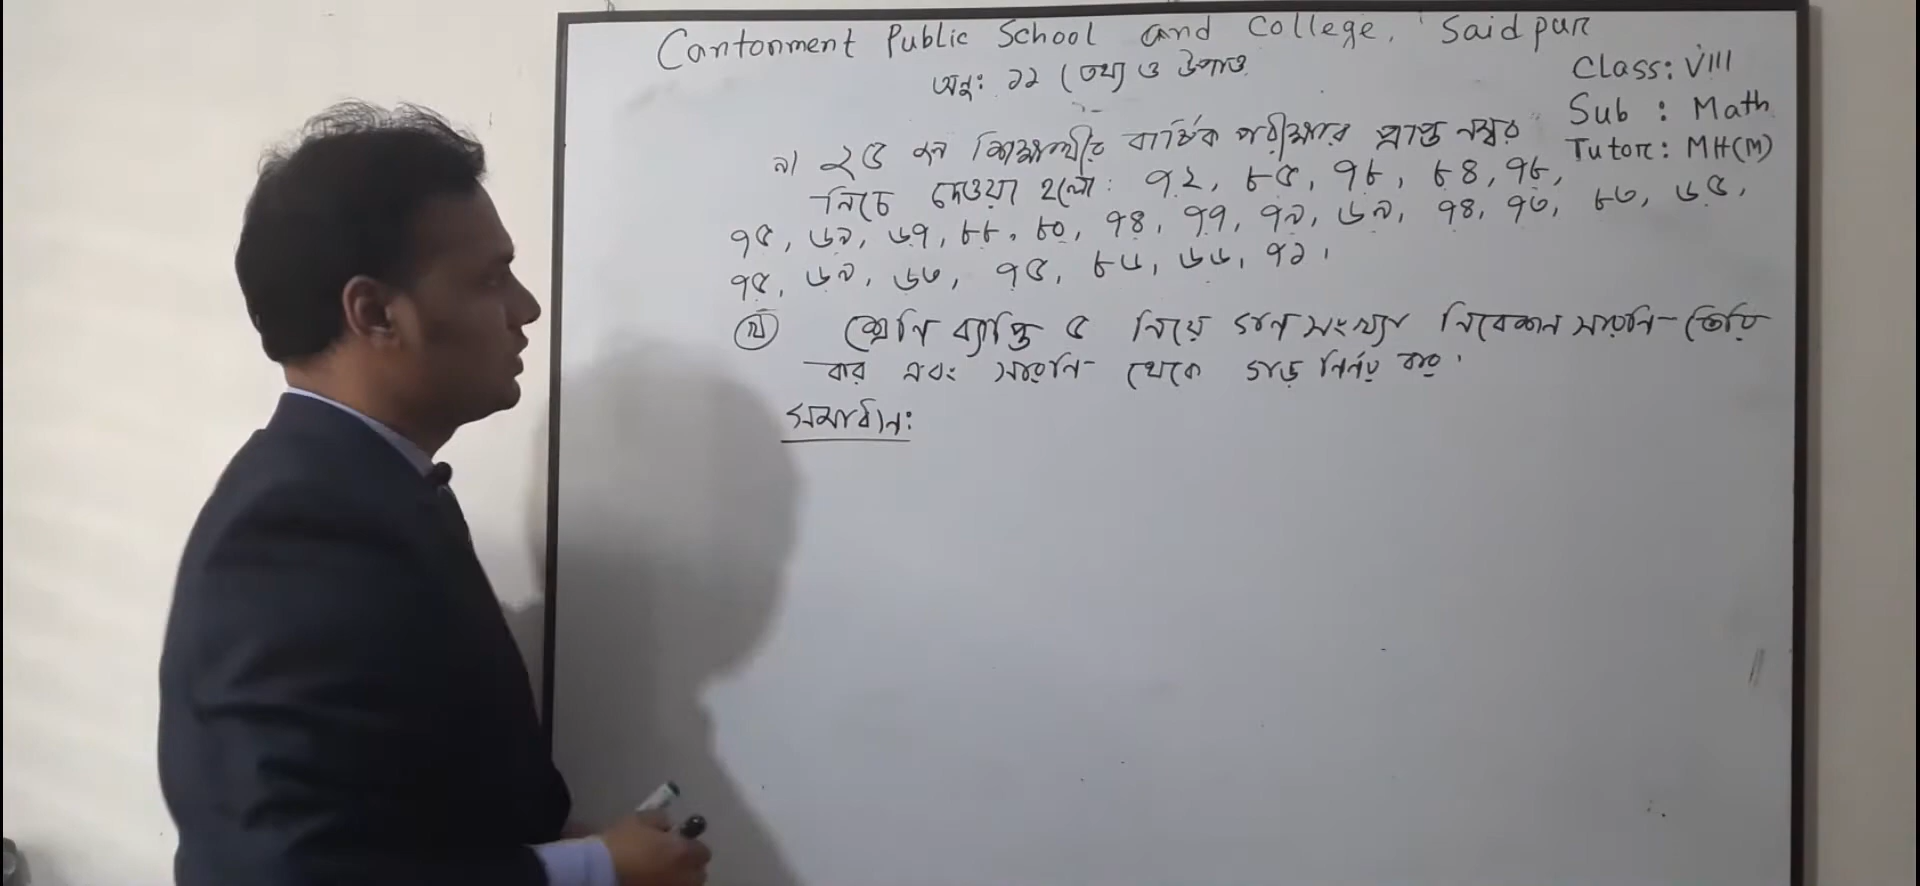 Cantonment Public School and College, Saidpur
অনু: ১১ (তথ্য ও উপাত্ত
Class: VIII
Sub : Math
Tutor: MH(M)
৯। ২৫ জন শিক্ষার্থীর বার্ষিক পরীক্ষার প্রাপ্ত নম্বর
নিচে দেওয়া হলো: ৭২, ৮৫, ৭৮, ৮৪, ৭৮,
৭৫, ৬৯, ৬৭, ৮৮, ৮০, ৭৪, ৭৭, ৭৯, ৬৯, ৭৪, ৭৩, ৮৩, ৬৫,
৭৫, ৬৯, ৬৩, ৭৫, ৮৬, ৬৬, ৭১।
শ্রেণি ব্যাপ্তি ৫ নিয়ে গণসংখ্যা নিবেশন সারণি তৈরি
কর এবং সারণি থেকে গড় নির্ণয় কর।
সমাধান: